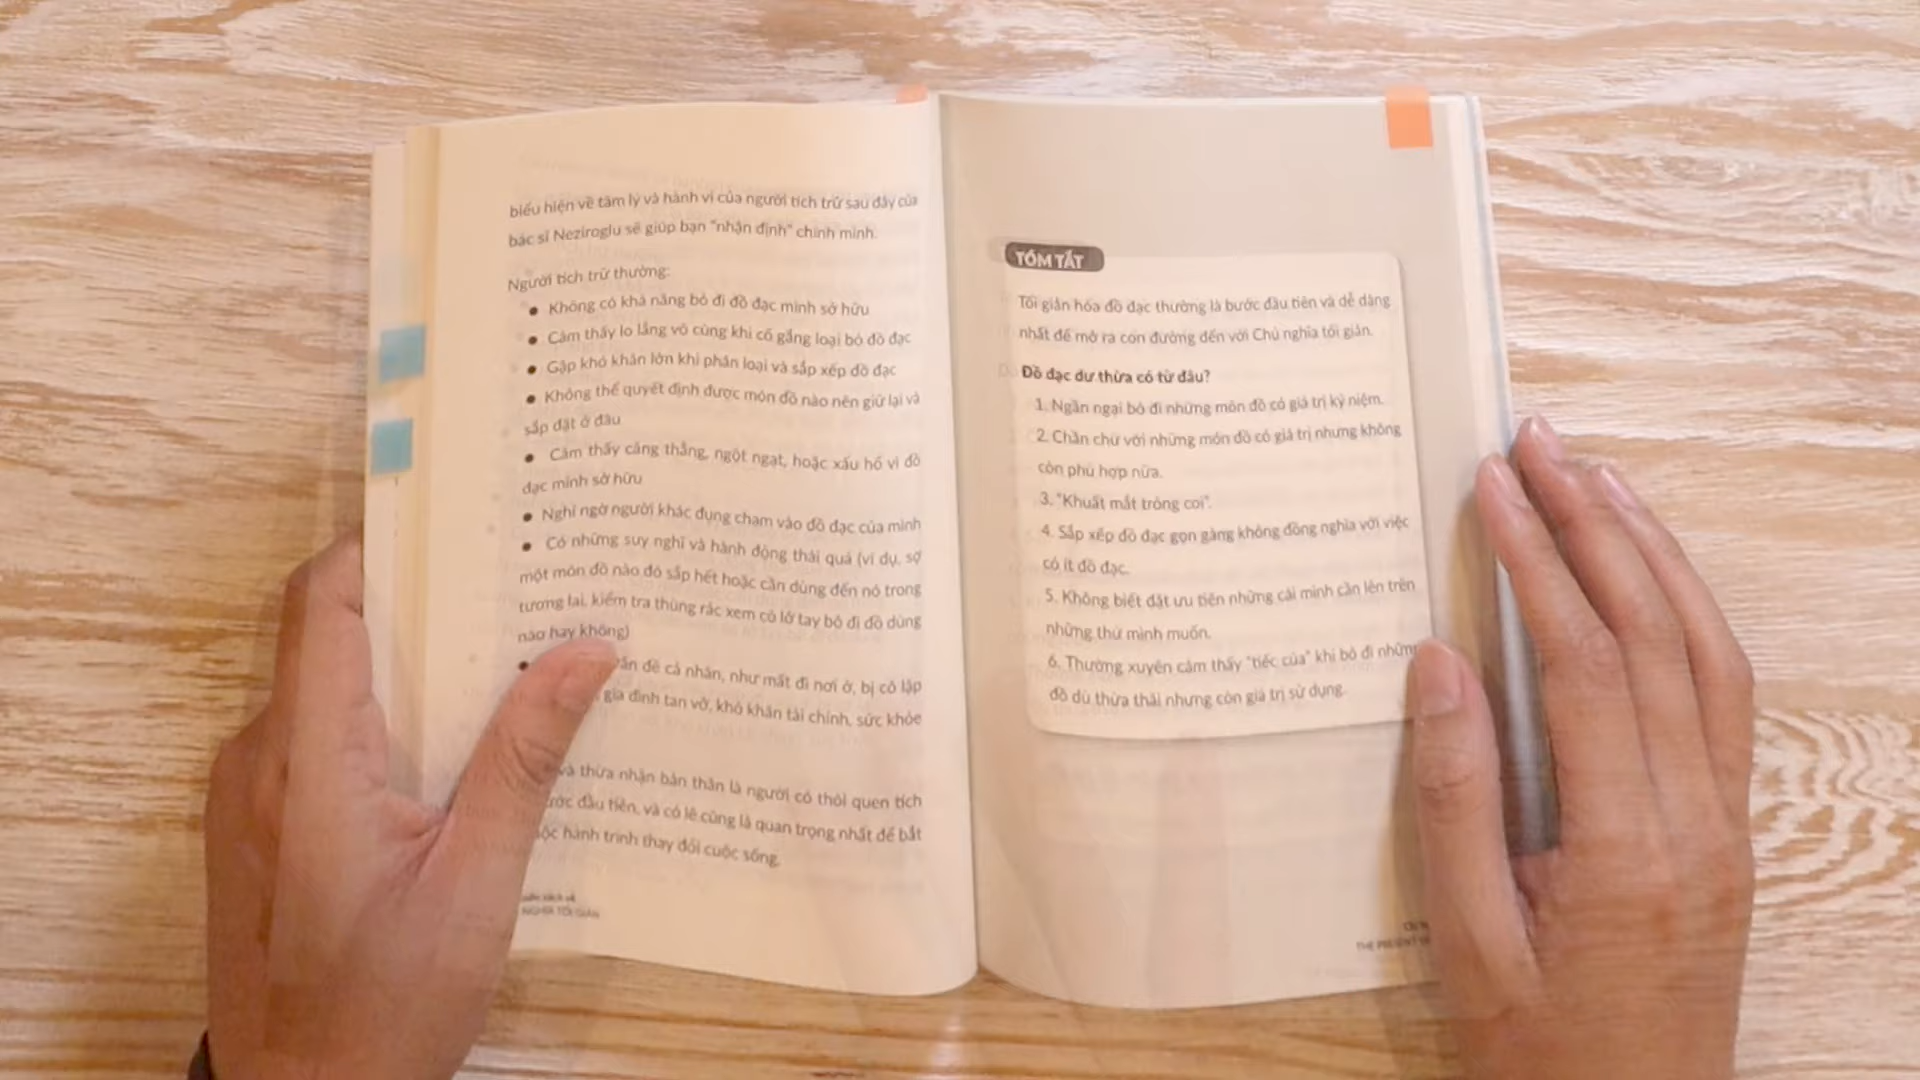 biểu hiện về tâm lý và hành vi của người tích trữ sau đây của
bác sĩ Neziroglu sẽ giúp bạn "nhận định" chính mình.
Người tích trữ thường:
● Không có khả năng bỏ đi đồ đạc mình sở hữu
● Cảm thấy lo lắng vô cùng khi cố gắng loại bỏ đồ đạc
● Gặp khó khăn lớn khi phân loại và sắp xếp đồ đạc
● Không thể quyết định được món đồ nào nên giữ lại và
sắp đặt ở đâu
● Cảm thấy căng thẳng, ngột ngạt, hoặc xấu hổ vì đồ
đạc mình sở hữu
● Nghi ngờ người khác đụng chạm vào đồ đạc của mình
● Có những suy nghĩ và hành động thái quá (ví dụ, sợ
một món đồ nào đó sắp hết hoặc cần dùng đến nó trong
tương lai, kiểm tra thùng rác xem có lỡ tay bỏ đi đồ dùng
nào hay không)
● đề cá nhân, như mất đi nơi ở, bị cô lập
gia đình tan vỡ, khó khăn tài chính, sức khỏe
và thừa nhận bản thân là người có thói quen tích
đầu tiên, và có lẽ cũng là quan trọng nhất để bắt
hành trình thay đổi cuộc sống.
NGHĨA TỐI GIẢN
TÓM TẮT
Tối giản hóa đồ đạc thường là bước đầu tiên và dễ dàng
nhất để mở ra con đường đến với Chủ nghĩa tối giản.
Đồ đạc dư thừa có từ đâu?
1. Ngần ngại bỏ đi những món đồ có giá trị kỷ niệm.
2. Chần chừ với những món đồ có giá trị nhưng không
còn phù hợp nữa.
3. "Khuất mắt trông coi".
4. Sắp xếp đồ đạc gọn gàng không đồng nghĩa với việc
có ít đồ đạc.
5. Không biết đặt ưu tiên những cái mình cần lên trên
những thứ mình muốn.
6. Thường xuyên cảm thấy "tiếc của" khi bỏ đi những
đồ dù thừa thãi nhưng còn giá trị sử dụng.
THE PRESENT